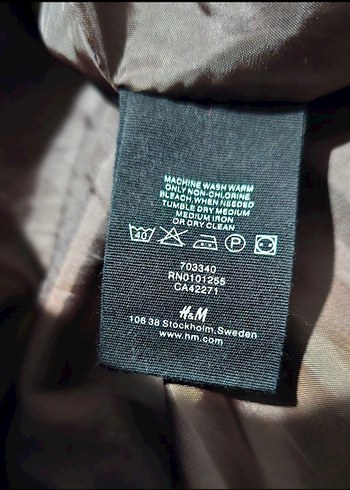 MACHINE WASH WARM
ONLY NON-CHLORINE
BLEACH, WHEN NEEDED
TUMBLE DRY MEDIUM
MEDIUM IRON
OR DRY CLEAN
40 P
703340
RN0101255
CA42271
H&M
106 38 Stockholm, Sweden
www.hm.com